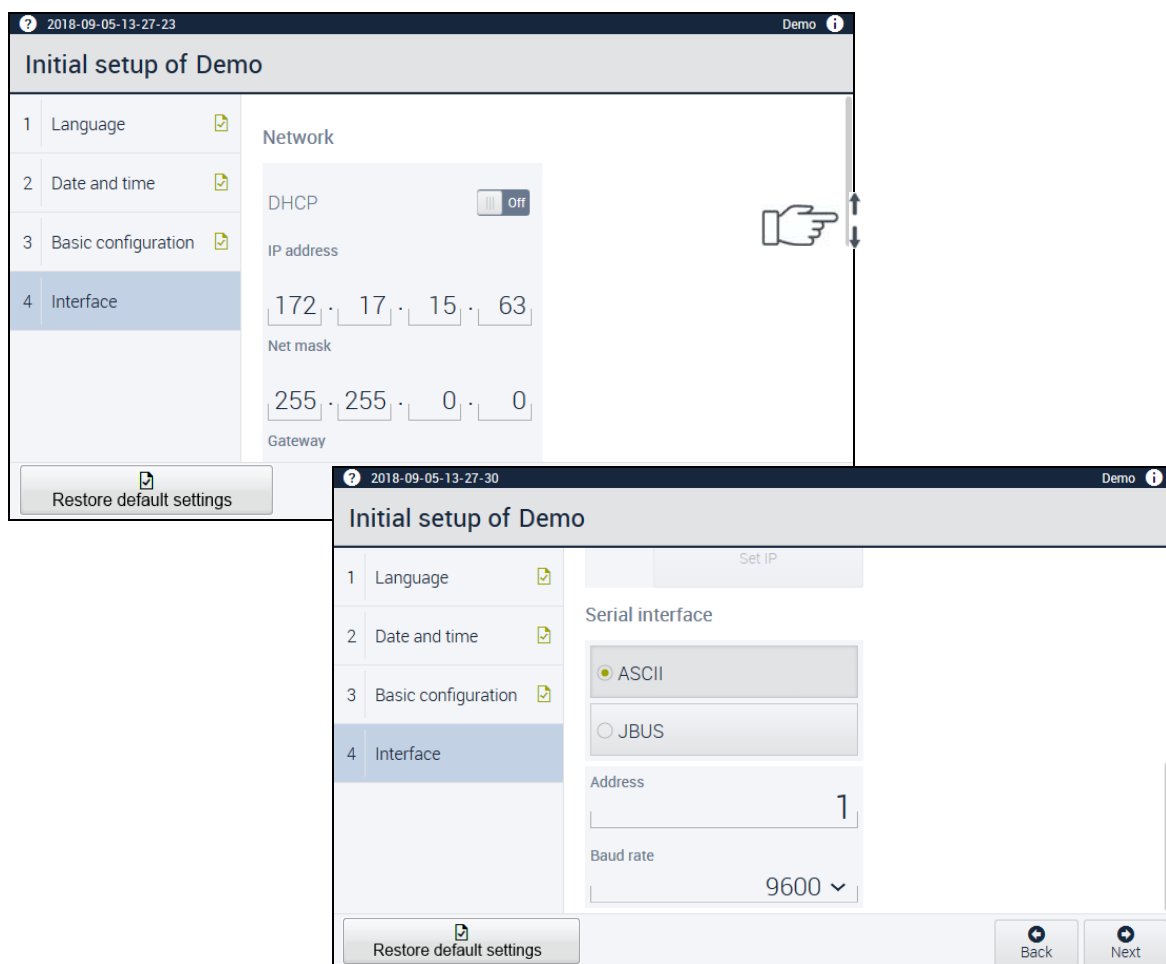 ? 2018-09-05-13-27-23 Demo i
Initial setup of Demo
1 Language
2 Date and time
3 Basic configuration
4 Interface
Network
DHCP Off
IP address
172 . 17 . 15 . 63
Net mask
255 . 255 . 0 . 0
Gateway
Restore default settings
? 2018-09-05-13-27-30 Demo i
Initial setup of Demo
1 Language
2 Date and time
3 Basic configuration
4 Interface
Set IP
Serial interface
ASCII
JBUS
Address
1
Baud rate
9600
Restore default settings
Back Next